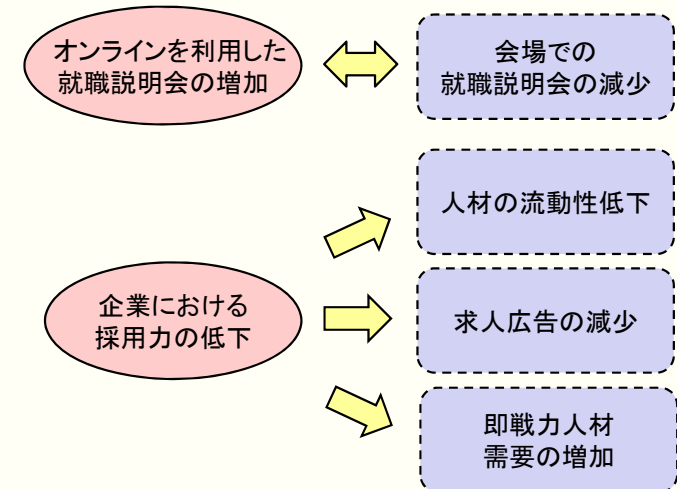 オンラインを利用した
就職説明会の増加
会場での
就職説明会の減少
人材の流動性低下
企業における
採用力の低下
求人広告の減少
即戦力人材
需要の増加